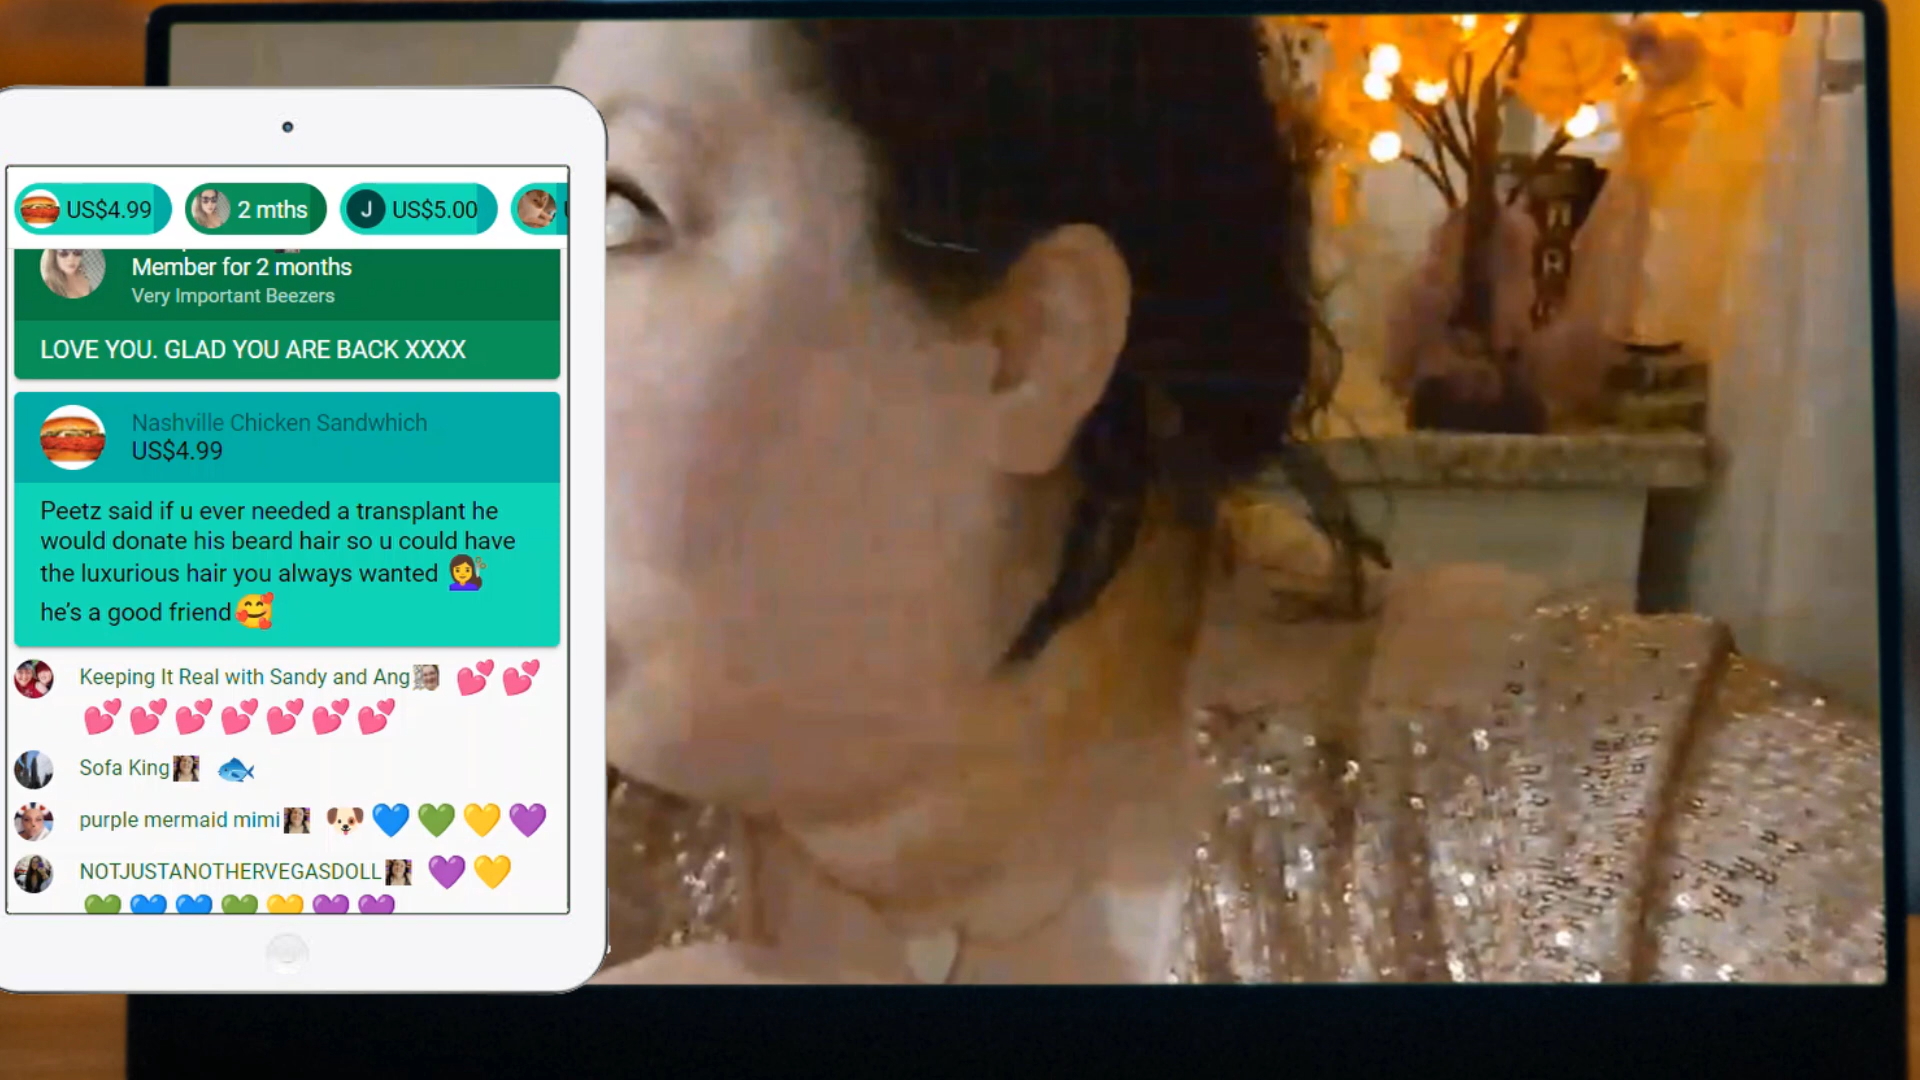 US$4.99
2 mths
J
US$5.00
Member for 2 months
Very Important Beezers
LOVE YOU. GLAD YOU ARE BACK XXXX
Nashville Chicken Sandwhich
US$4.99
Peetz said if u ever needed a transplant he
would donate his beard hair so u could have
the luxurious hair you always wanted 💇‍♀️
he's a good friend🥰
Keeping It Real with Sandy and Ang 💕💕
💕💕💕💕💕💕💕
Sofa King 🐟
purple mermaid mimi 🐶💙💚💛💜
NOTJUSTANOTHERVEGASDOLL 💜💛
💚💙💙💚💛💜💜